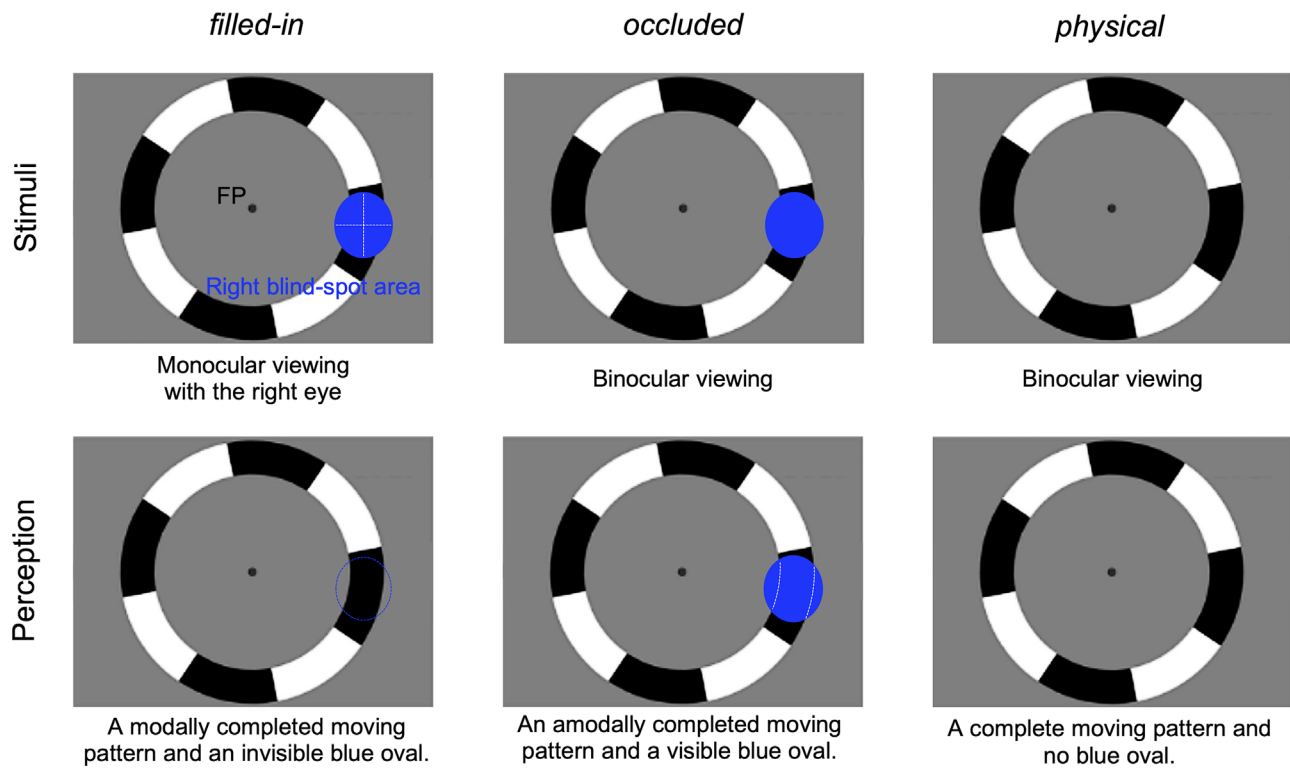 filled-in
occluded
physical
Stimuli
FP
Right blind-spot area
Monocular viewing
with the right eye
Binocular viewing
Binocular viewing
Perception
A modally completed moving
pattern and an invisible blue oval.
An amodally completed moving
pattern and a visible blue oval.
A complete moving pattern and
no blue oval.